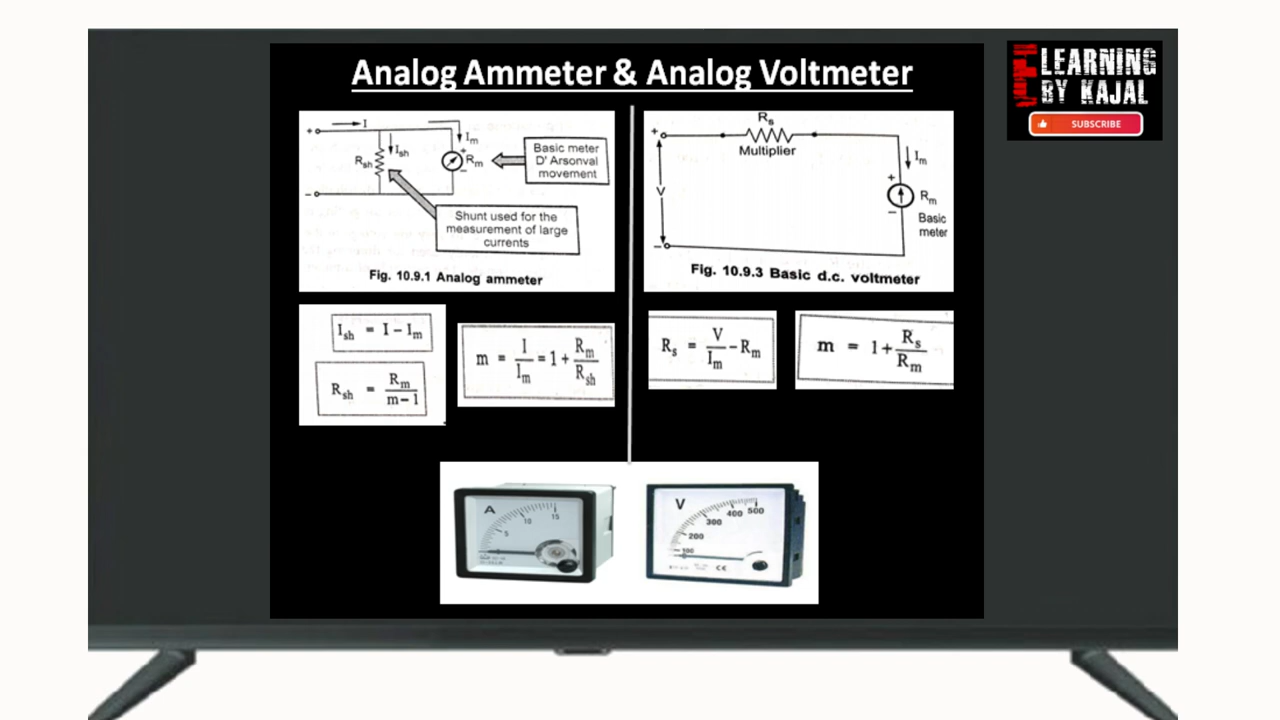 Analog Ammeter & Analog Voltmeter
LEARNING
BY KAJAL
SUBSCRIBE
+
I
Im
Ish
Rsh
+
Rm
−
−
Basic meter
D' Arsonval
movement
Shunt used for the
measurement of large
currents
Fig. 10.9.1 Analog ammeter
Rs
+
Multiplier
Im
V
+
Rm
−
Basic
meter
−
Fig. 10.9.3 Basic d.c. voltmeter
Ish = I − Im
Rsh = Rm / m − 1
m = I / Im = 1 + Rm / Rsh
Rs = V / Im − Rm
m = 1 + Rs / Rm
A
5
10
15
V
100
200
300
400
500
CE